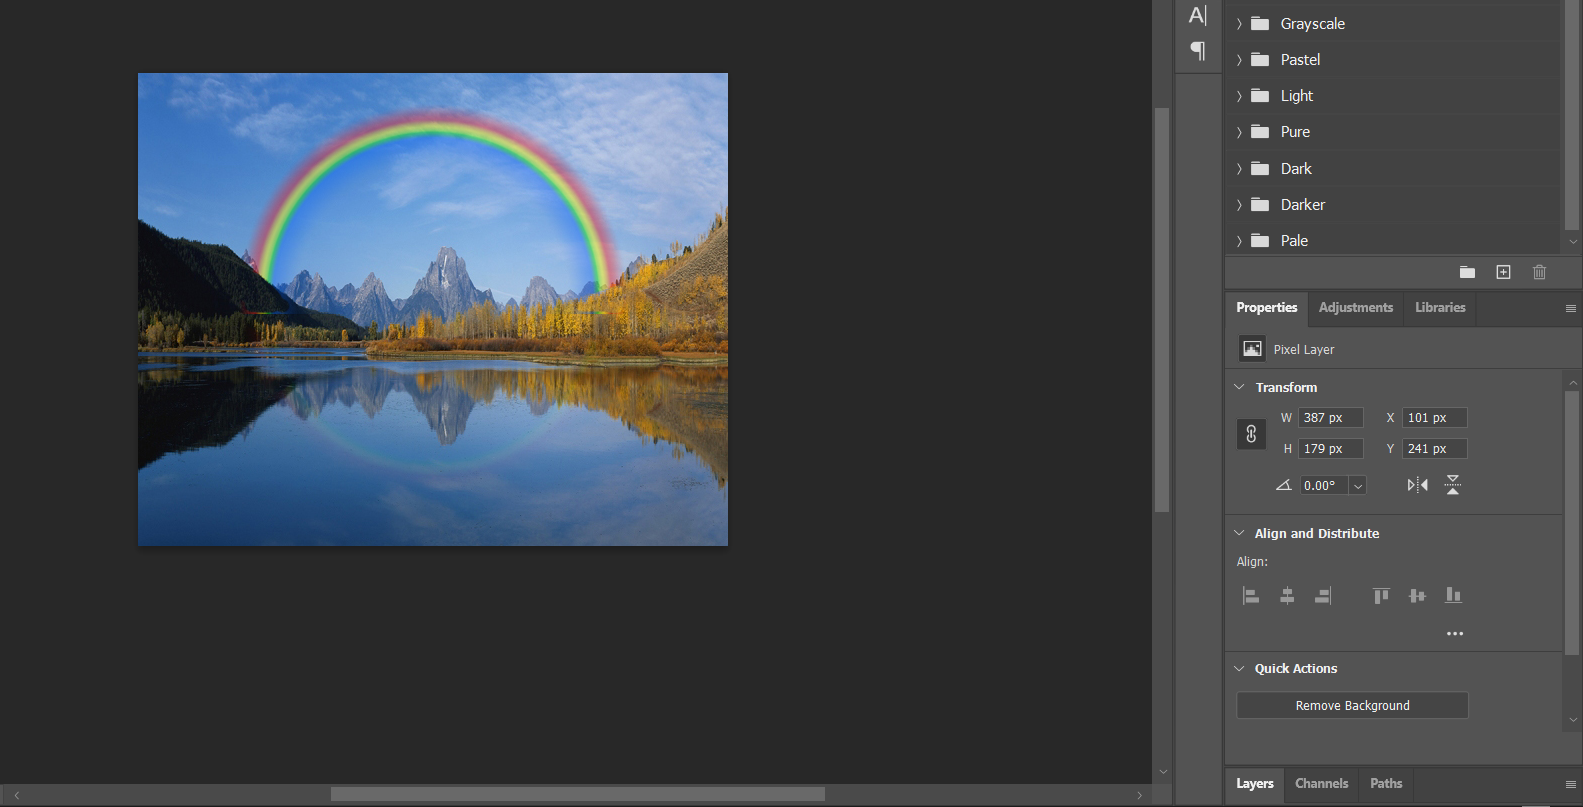 A|
¶
Grayscale
Pastel
Light
Pure
Dark
Darker
Pale
Properties Adjustments Libraries
Pixel Layer
Transform
W 387 px X 101 px
H 179 px Y 241 px
0.00°
Align and Distribute
Align:
Quick Actions
Remove Background
Layers Channels Paths